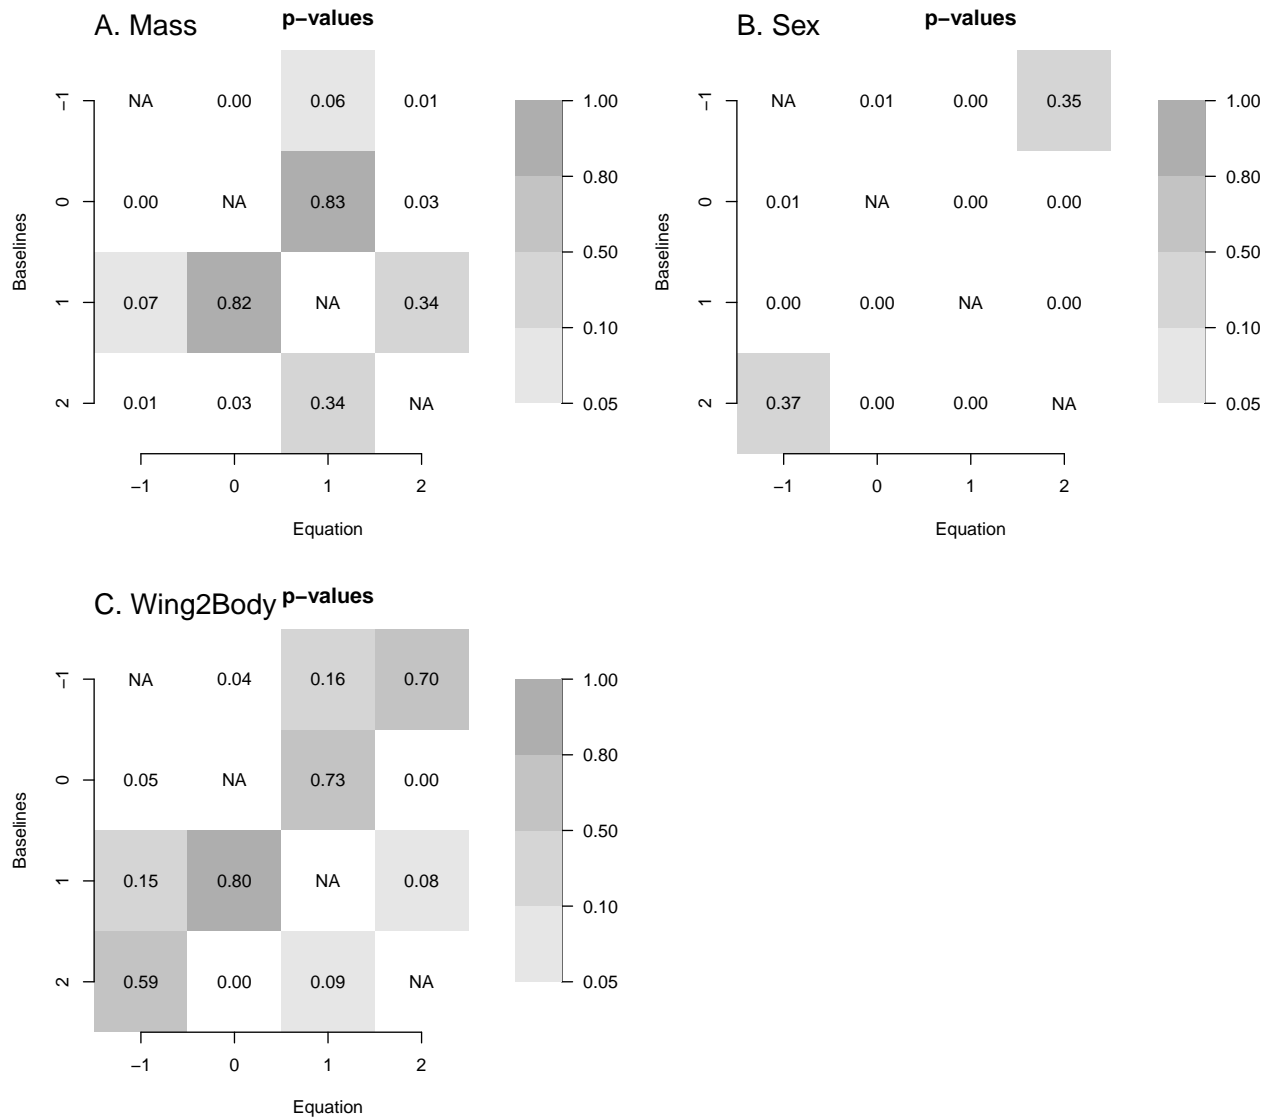 A. Mass
p−values
−1 NA 0.00 0.06 0.01
0 0.00 NA 0.83 0.03
1 0.07 0.82 NA 0.34
2 0.01 0.03 0.34 NA
Baselines
−1 0 1 2
Equation
1.00
0.80
0.50
0.10
0.05
B. Sex
p−values
−1 NA 0.01 0.00 0.35
0 0.01 NA 0.00 0.00
1 0.00 0.00 NA 0.00
2 0.37 0.00 0.00 NA
Baselines
−1 0 1 2
Equation
1.00
0.80
0.50
0.10
0.05
C. Wing2Body
p−values
−1 NA 0.04 0.16 0.70
0 0.05 NA 0.73 0.00
1 0.15 0.80 NA 0.08
2 0.59 0.00 0.09 NA
Baselines
−1 0 1 2
Equation
1.00
0.80
0.50
0.10
0.05